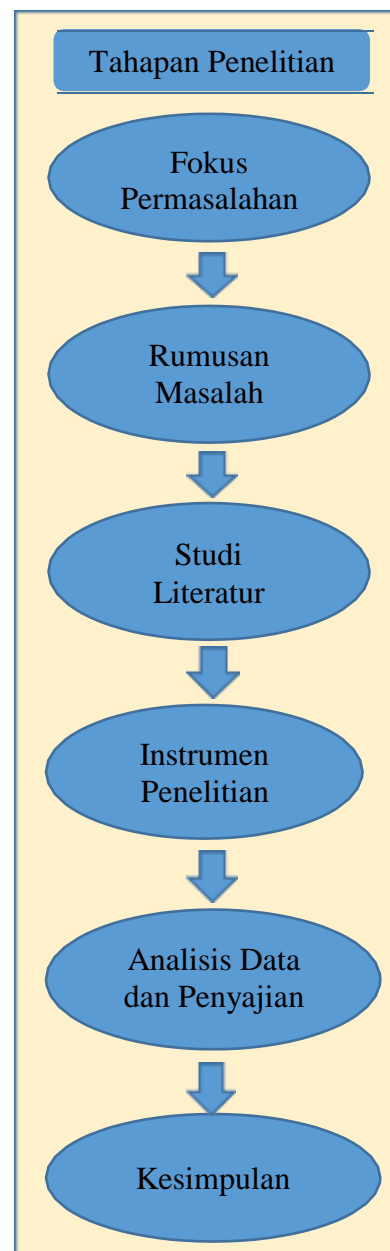 Tahapan Penelitian
Fokus
Permasalahan
Rumusan
Masalah
Studi
Literatur
Instrumen
Penelitian
Analisis Data
dan Penyajian
Kesimpulan